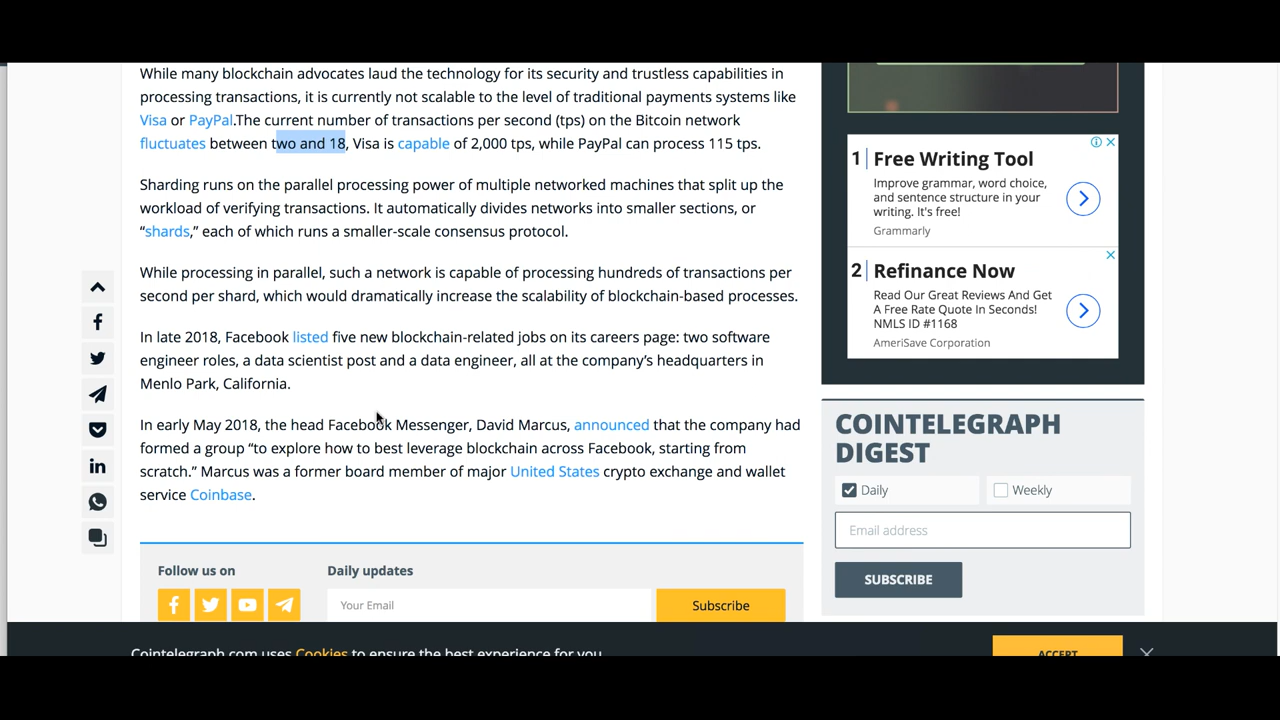 While many blockchain advocates laud the technology for its security and trustless capabilities in
processing transactions, it is currently not scalable to the level of traditional payments systems like
Visa or PayPal.The current number of transactions per second (tps) on the Bitcoin network
fluctuates between two and 18, Visa is capable of 2,000 tps, while PayPal can process 115 tps.
Sharding runs on the parallel processing power of multiple networked machines that split up the
workload of verifying transactions. It automatically divides networks into smaller sections, or
“shards,” each of which runs a smaller-scale consensus protocol.
While processing in parallel, such a network is capable of processing hundreds of transactions per
second per shard, which would dramatically increase the scalability of blockchain-based processes.
In late 2018, Facebook listed five new blockchain-related jobs on its careers page: two software
engineer roles, a data scientist post and a data engineer, all at the company’s headquarters in
Menlo Park, California.
In early May 2018, the head Facebook Messenger, David Marcus, announced that the company had
formed a group “to explore how to best leverage blockchain across Facebook, starting from
scratch.” Marcus was a former board member of major United States crypto exchange and wallet
service Coinbase.
Follow us on
Daily updates
Your Email
Subscribe
1 Free Writing Tool
Improve grammar, word choice,
and sentence structure in your
writing. It's free!
Grammarly
2 Refinance Now
Read Our Great Reviews And Get
A Free Rate Quote In Seconds!
NMLS ID #1168
AmeriSave Corporation
COINTELEGRAPH
DIGEST
Daily
Weekly
Email address
SUBSCRIBE
Cointelegraph.com uses Cookies to ensure the best experience for you
ACCEPT